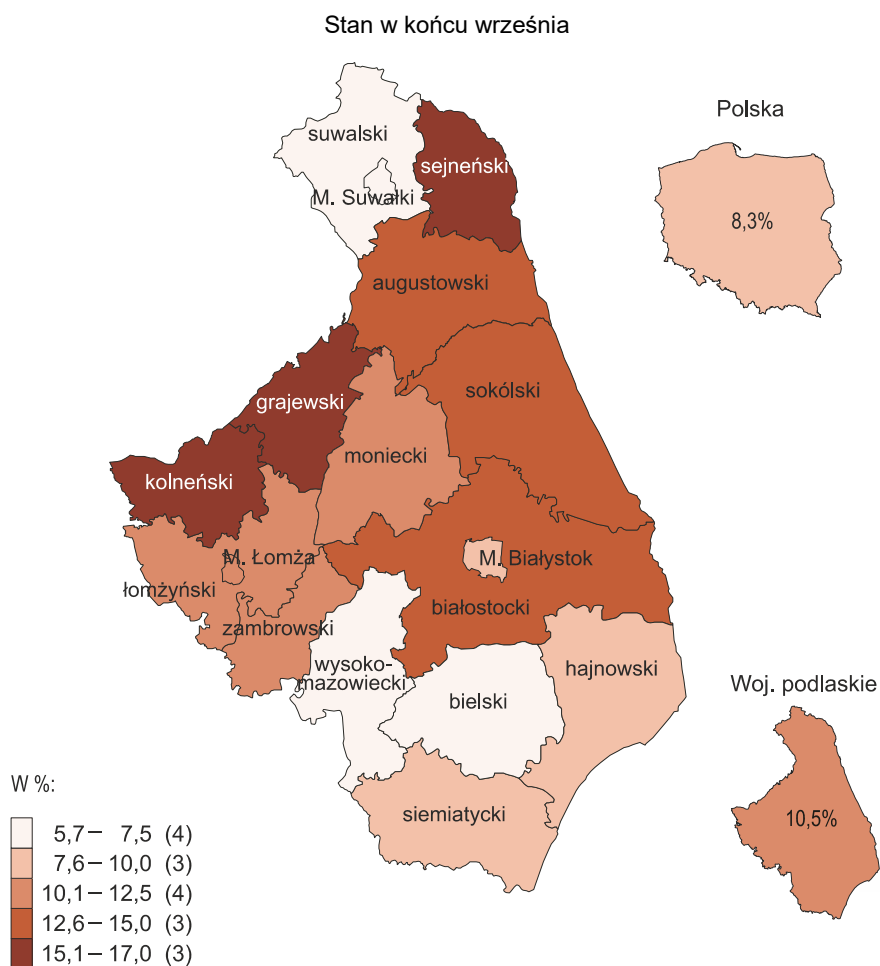 Stan w końcu września
Polska
suwalski
sejneński
M. Suwałki
8,3%
augustowski
sokólski
grajewski
moniecki
kolneński
M. Łomża
M. Białystok
łomżyński
białostocki
zambrowski
wysoko-
mazowiecki
hajnowski
bielski
Woj. podlaskie
siemiatycki
10,5%
W %:
5,7– 7,5 (4)
7,6– 10,0 (3)
10,1– 12,5 (4)
12,6– 15,0 (3)
15,1– 17,0 (3)